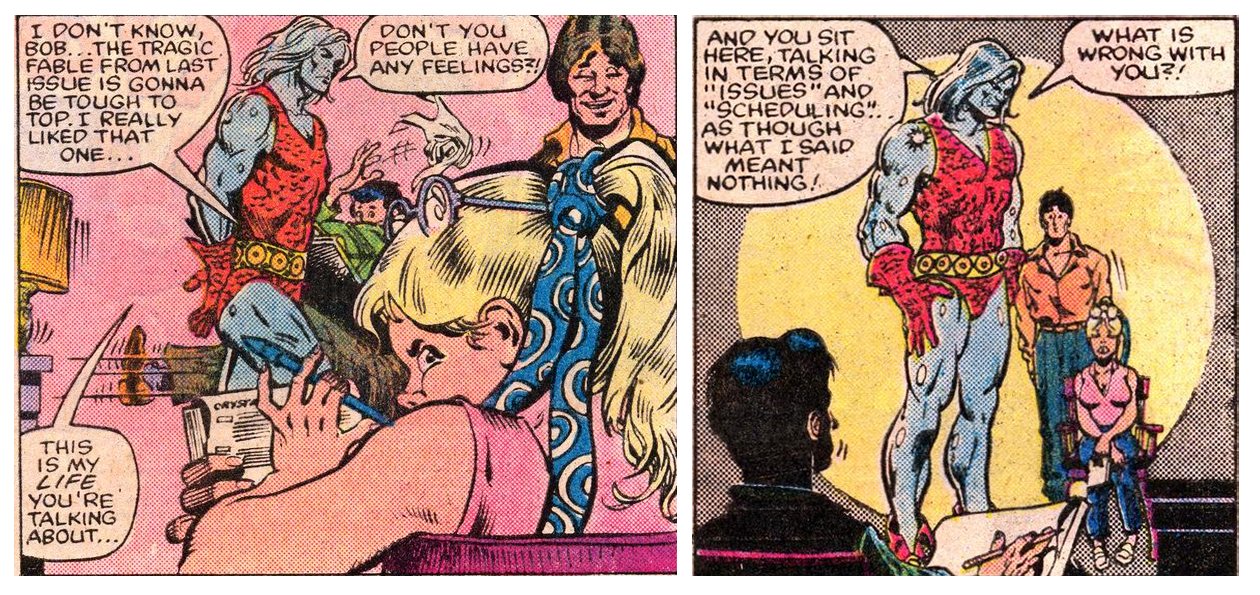 I DON'T KNOW,
BOB...THE TRAGIC
FABLE FROM LAST
ISSUE IS GONNA
BE TOUGH TO
TOP. I REALLY
LIKED THAT
ONE...
DON'T YOU
PEOPLE HAVE
ANY FEELINGS?!
CRYSTA
THIS
IS MY
LIFE
YOU'RE
TALKING
ABOUT...
AND YOU SIT
HERE, TALKING
IN TERMS OF
"ISSUES" AND
"SCHEDULING"...
AS THOUGH
WHAT I SAID
MEANT
NOTHING!
WHAT IS
WRONG WITH
YOU?!